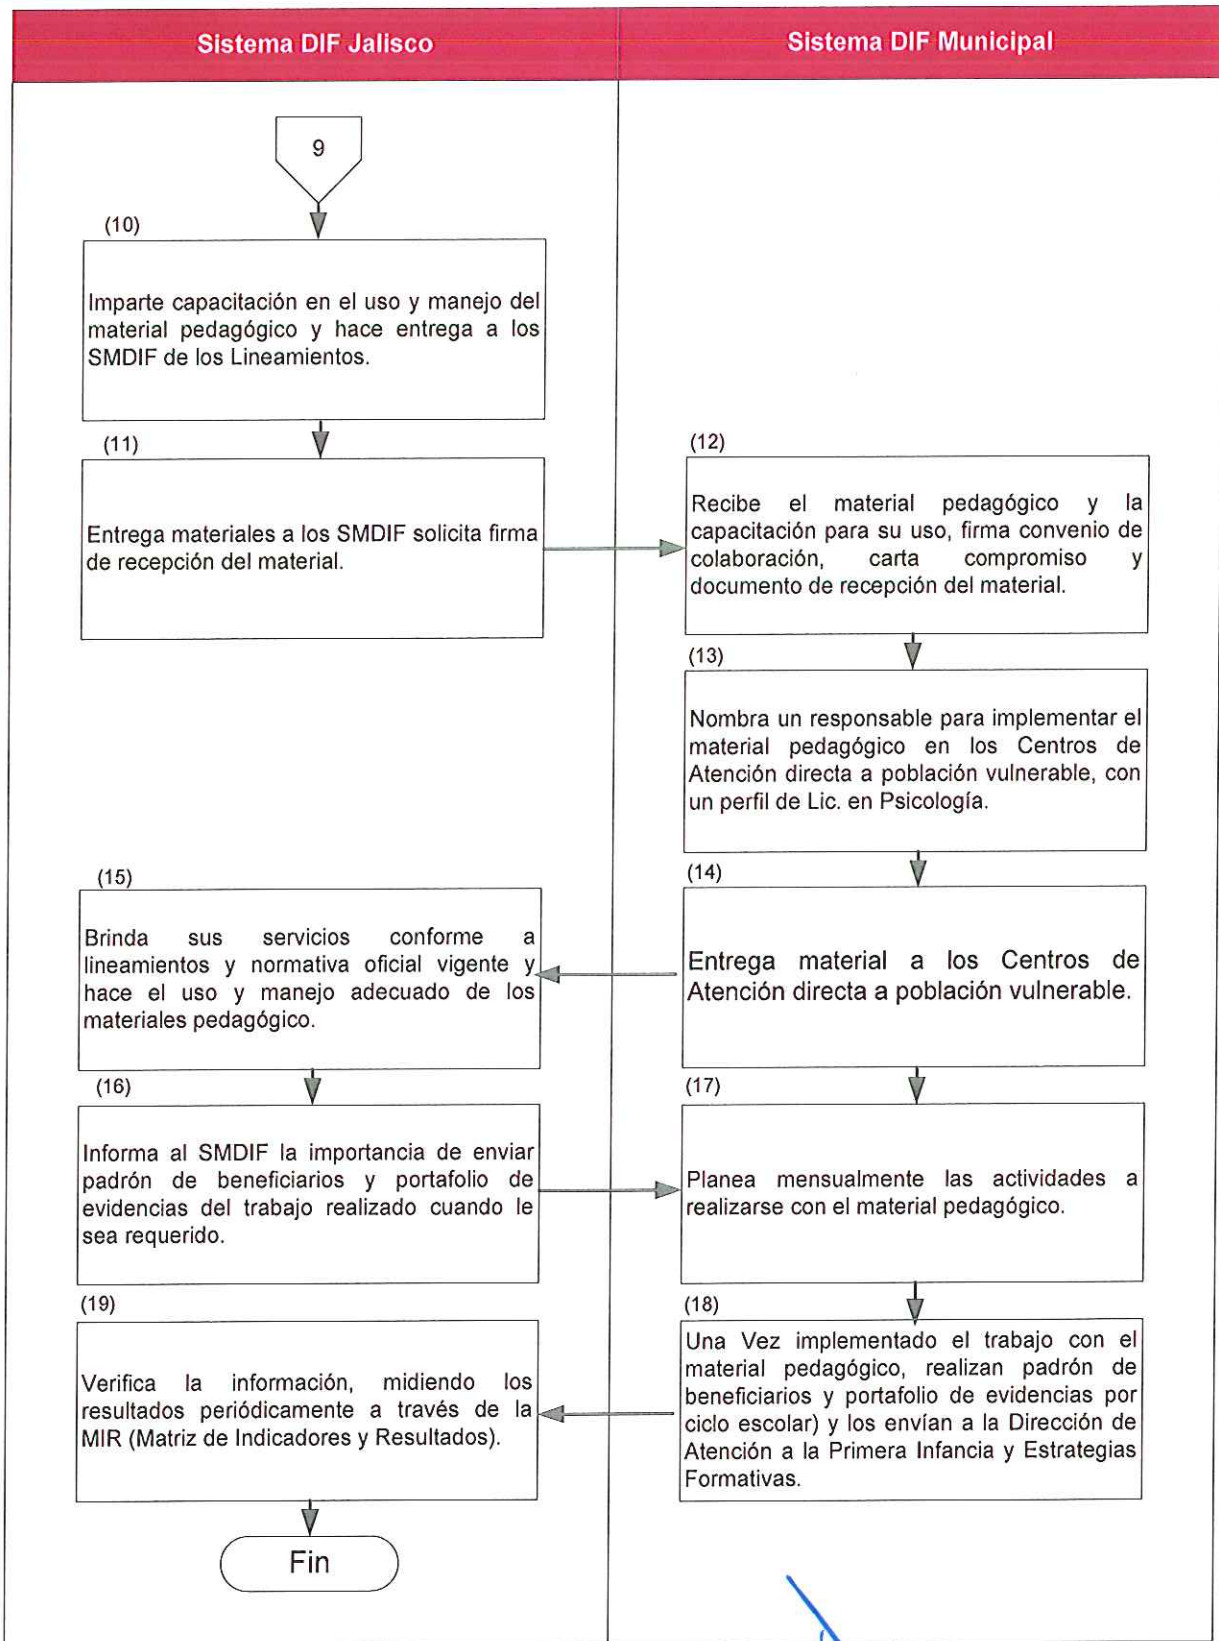 Sistema DIF Jalisco
Sistema DIF Municipal
9
(10)
Imparte capacitación en el uso y manejo del
material pedagógico y hace entrega a los
SMDIF de los Lineamientos.
(11)
Entrega materiales a los SMDIF solicita firma
de recepción del material.
(12)
Recibe el material pedagógico y la
capacitación para su uso, firma convenio de
colaboración, carta compromiso y
documento de recepción del material.
(13)
Nombra un responsable para implementar el
material pedagógico en los Centros de
Atención directa a población vulnerable, con
un perfil de Lic. en Psicología.
(14)
Entrega material a los Centros de
Atención directa a población vulnerable.
(15)
Brinda sus servicios conforme a
lineamientos y normativa oficial vigente y
hace el uso y manejo adecuado de los
materiales pedagógico.
(16)
Informa al SMDIF la importancia de enviar
padrón de beneficiarios y portafolio de
evidencias del trabajo realizado cuando le
sea requerido.
(17)
Planea mensualmente las actividades a
realizarse con el material pedagógico.
(18)
Una Vez implementado el trabajo con el
material pedagógico, realizan padrón de
beneficiarios y portafolio de evidencias por
ciclo escolar) y los envían a la Dirección de
Atención a la Primera Infancia y Estrategias
Formativas.
(19)
Verifica la información, midiendo los
resultados periódicamente a través de la
MIR (Matriz de Indicadores y Resultados).
Fin